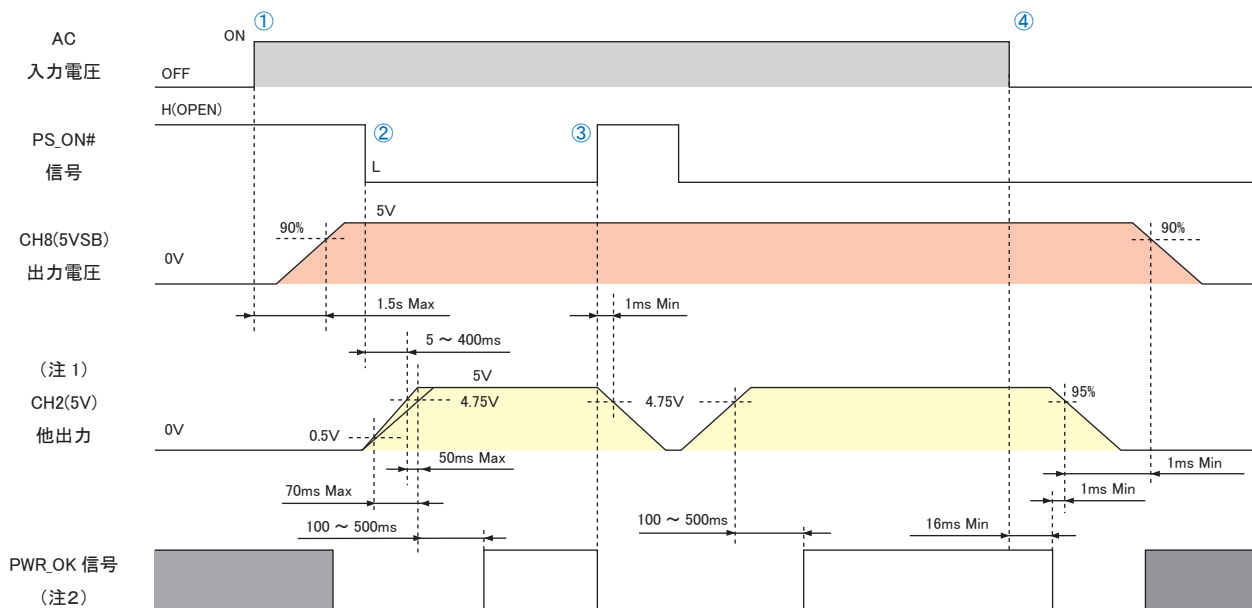 ①
④
AC
入力電圧
ON
OFF
H(OPEN)
PS_ON#
信号
②
③
L
CH8(5VSB)
出力電圧
90%
5V
90%
0V
1.5s Max
1ms Min
5 ～ 400ms
(注 1)
CH2(5V)
他出力
5V
4.75V
4.75V
95%
0V
0.5V
50ms Max
1ms Min
70ms Max
1ms Min
100 ～ 500ms
100 ～ 500ms
16ms Min
PWR_OK 信号
(注2)